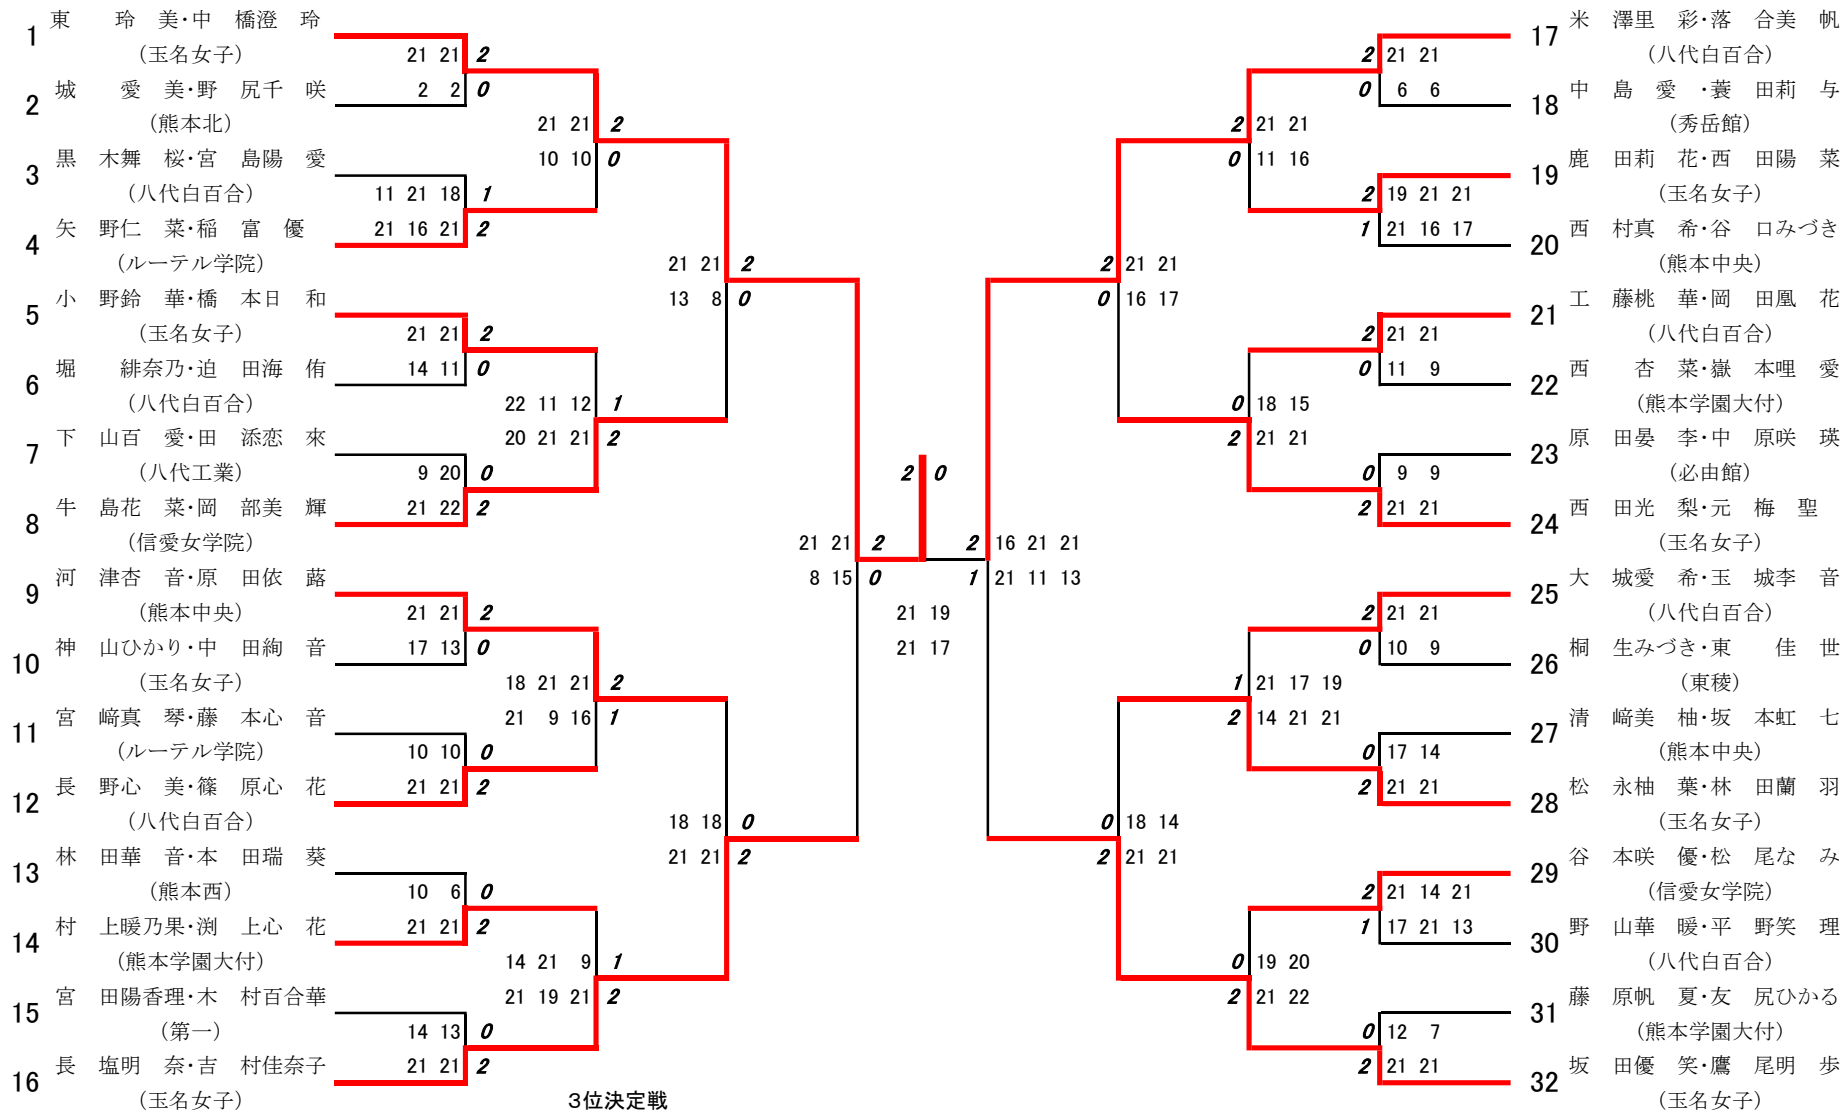 1 東　玲　美・中　橋澄　玲
(玉名女子)
21 21 2
2 城　愛　美・野　尻千　咲
2 2 0
(熊本北)
21 21 2
3 黒　木舞　桜・宮　島陽　愛
10 10 0
(八代白百合)
11 21 18 1
4 矢　野仁　菜・稲　富　優
21 16 21 2
(ルーテル学院)
21 21 2
5 小　野鈴　華・橋　本日　和
13 8 0
(玉名女子)
21 21 2
6 堀　緋奈乃・迫　田海　侑
14 11 0
(八代白百合)
22 11 12 1
7 下　山百　愛・田　添恋　來
20 21 21 2
(八代工業)
9 20 0
8 牛　島花　菜・岡　部美　輝
21 22 2
(信愛女学院)
21 21 2
9 河　津杏　音・原　田依　蕗
8 15 0
(熊本中央)
21 21 2
10 神　山ひかり・中　田絢　音
17 13 0
(玉名女子)
18 21 21 2
11 宮　﨑真　琴・藤　本心　音
21 9 16 1
(ルーテル学院)
10 10 0
12 長　野心　美・篠　原心　花
21 21 2
(八代白百合)
18 18 0
13 林　田華　音・本　田瑞　葵
21 21 2
(熊本西)
10 6 0
14 村　上暖乃果・渕　上心　花
21 21 2
(熊本学園大付)
14 21 9 1
15 宮　田陽香理・木　村百合華
21 19 21 2
(第一)
14 13 0
16 長　塩明　奈・吉　村佳奈子
21 21 2
(玉名女子)
2 0
21 19
21 17
3位決定戦
17 米　澤里　彩・落　合美　帆
(八代白百合)
2 21 21
18 中　島　愛　・蓑　田莉　与
0 6 6
(秀岳館)
2 21 21
19 鹿　田莉　花・西　田陽　菜
0 11 16
(玉名女子)
2 19 21 21
20 西　村真　希・谷　口みづき
1 21 16 17
(熊本中央)
2 21 21
21 工　藤桃　華・岡　田凰　花
0 16 17
(八代白百合)
2 21 21
22 西　杏　菜・嶽　本哩　愛
0 11 9
(熊本学園大付)
0 18 15
23 原　田晏　李・中　原咲　瑛
2 21 21
(必由館)
0 9 9
24 西　田光　梨・元　梅　聖
2 21 21
(玉名女子)
2 16 21 21
25 大　城愛　希・玉　城李　音
1 21 11 13
(八代白百合)
2 21 21
26 桐　生みづき・東　佳　世
0 10 9
(東稜)
1 21 17 19
27 清　﨑美　柚・坂　本虹　七
2 14 21 21
(熊本中央)
0 17 14
28 松　永柚　葉・林　田蘭　羽
2 21 21
(玉名女子)
0 18 14
29 谷　本咲　優・松　尾な　み
2 21 21
(信愛女学院)
2 21 14 21
30 野　山華　暖・平　野笑　理
1 17 21 13
(八代白百合)
0 19 20
31 藤　原帆　夏・友　尻ひかる
2 21 22
(熊本学園大付)
0 12 7
32 坂　田優　笑・鷹　尾明　歩
2 21 21
(玉名女子)